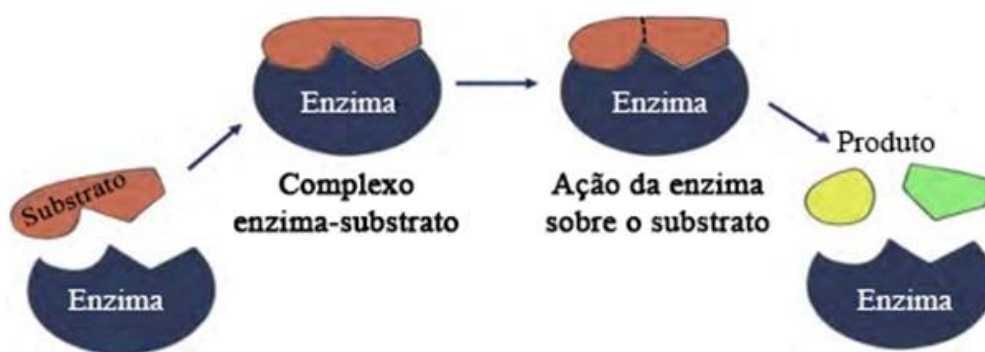 Substrato
Enzima
Enzima
Complexo
enzima-substrato
Enzima
Ação da enzima
sobre o substrato
Produto
Enzima